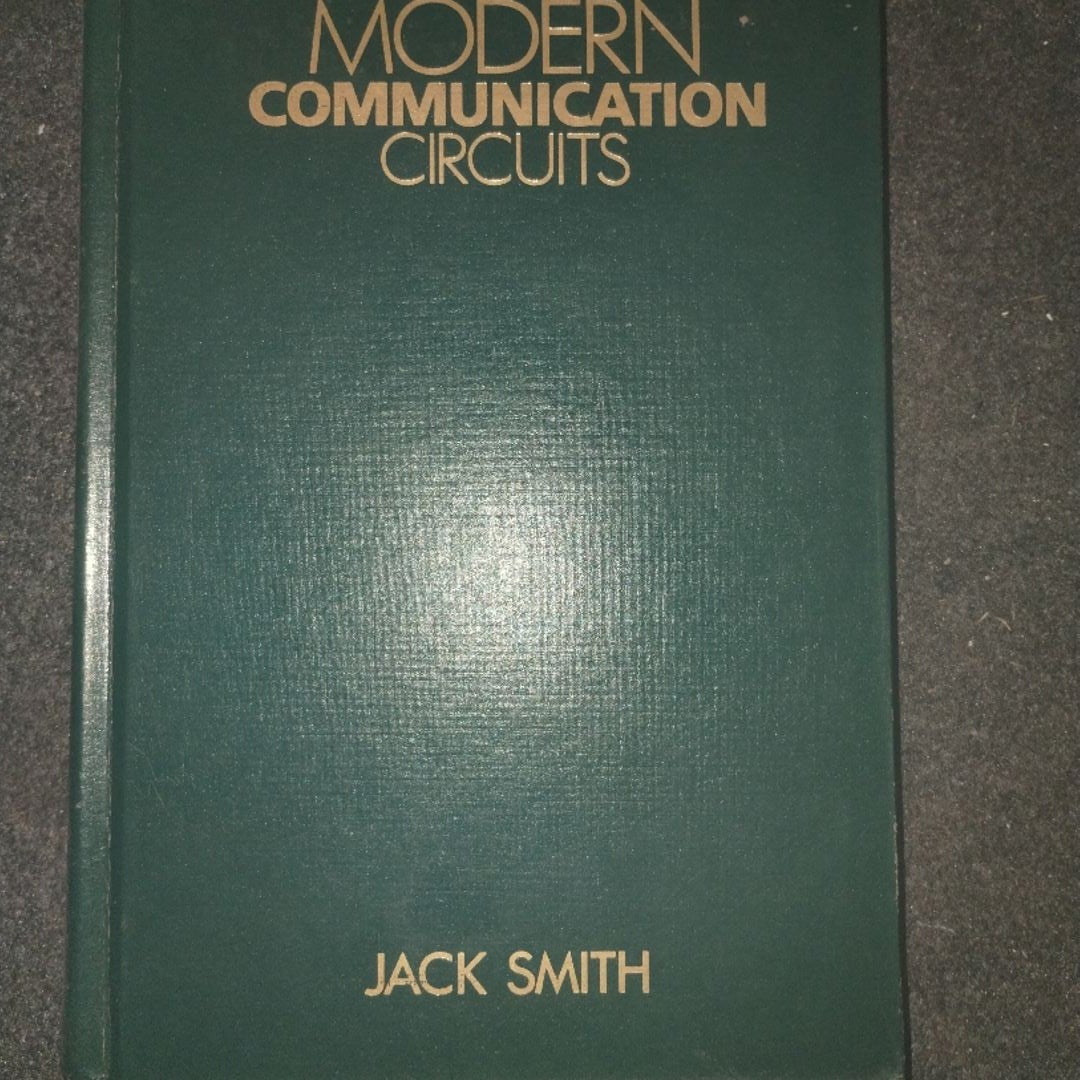 MODERN
COMMUNICATION
CIRCUITS
JACK SMITH